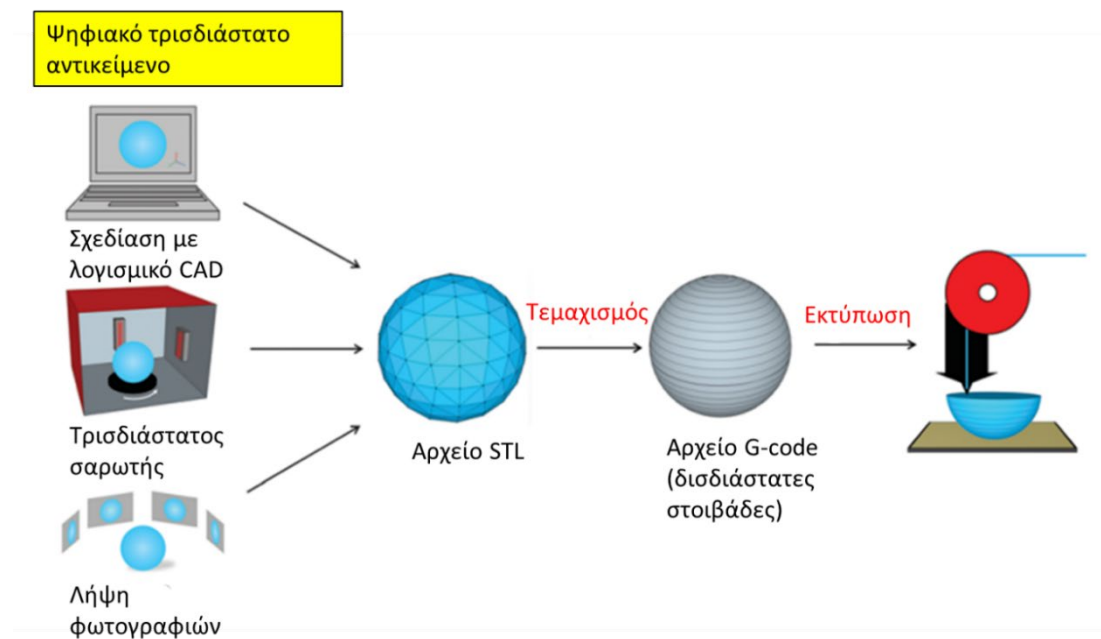 Ψηφιακό τρισδιάστατο
αντικείμενο
Σχεδίαση με
λογισμικό CAD
Τρισδιάστατος
σαρωτής
Λήψη
φωτογραφιών
Αρχείο STL
Τεμαχισμός
Αρχείο G-code
(δισδιάστατες
στοιβάδες)
Εκτύπωση